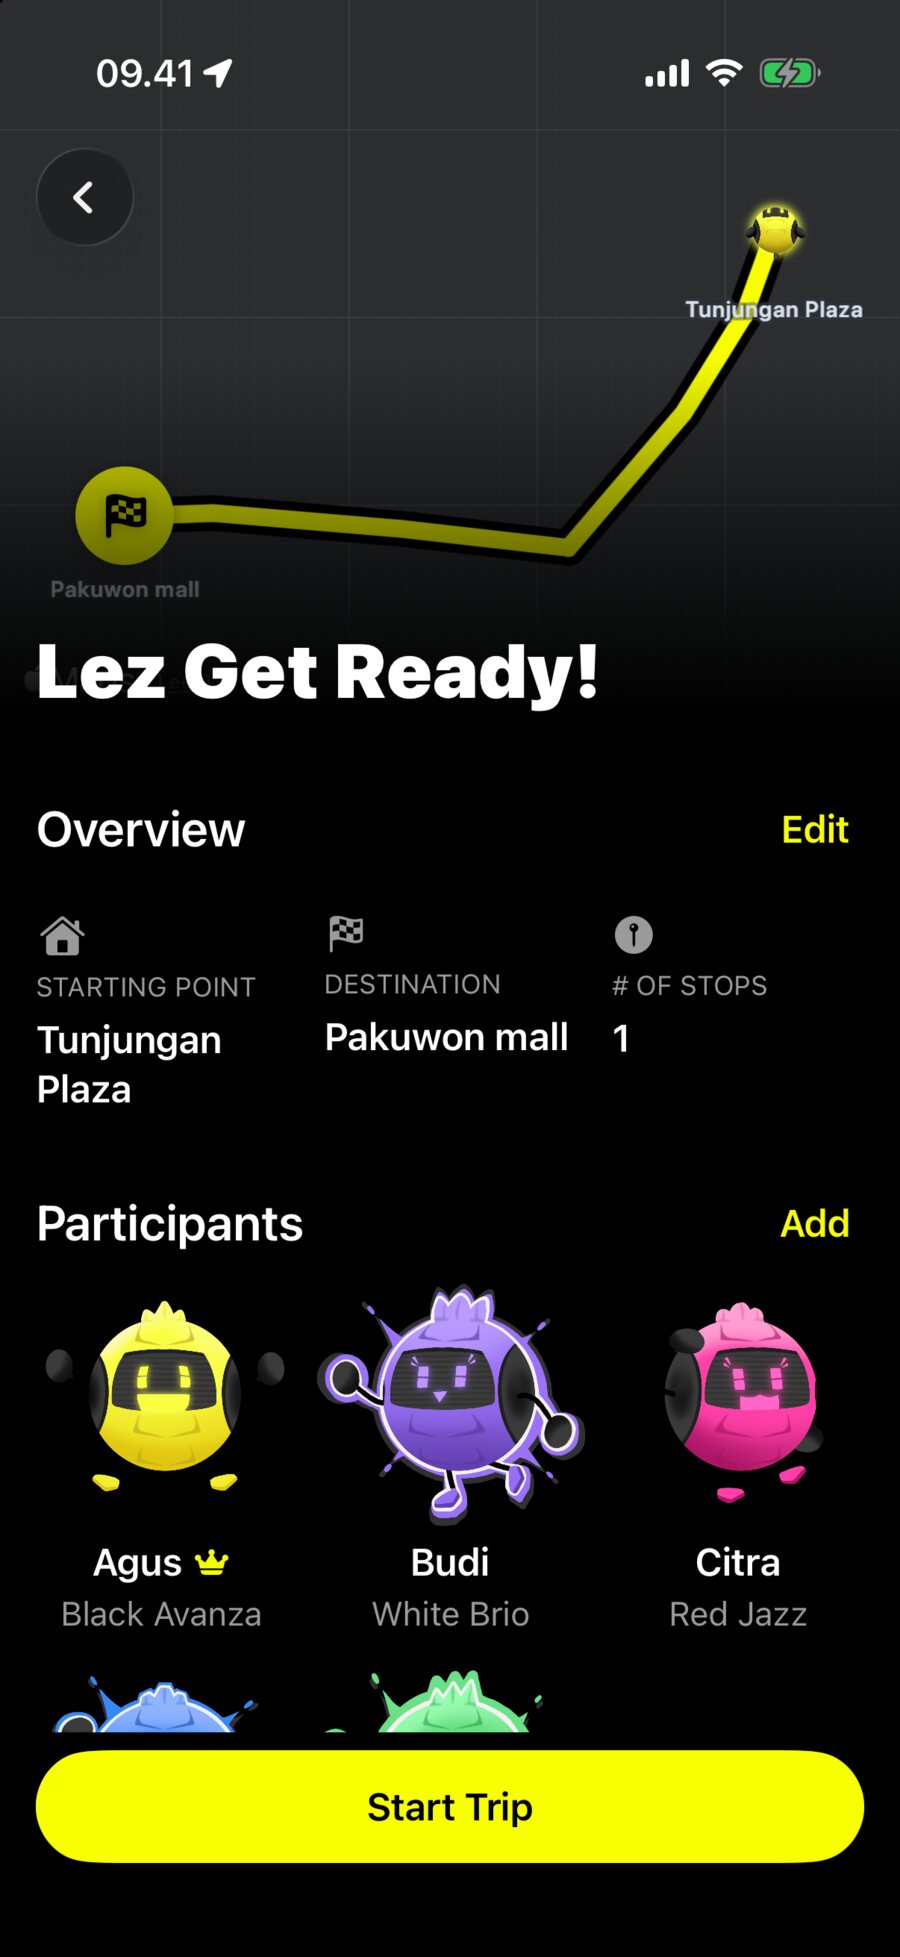 09.41
Tunjungan Plaza
Pakuwon mall
Lez Get Ready!
Overview
Edit
STARTING POINT
DESTINATION
# OF STOPS
Tunjungan
Plaza
Pakuwon mall
1
Participants
Add
Agus
Budi
Citra
Black Avanza
White Brio
Red Jazz
Start Trip